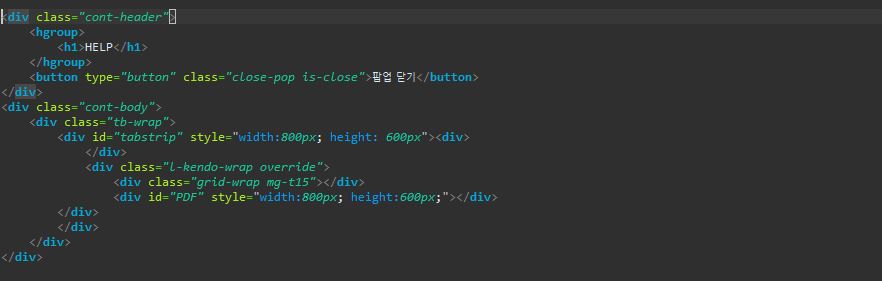 <div class="cont-header">
<hgroup>
<h1>HELP</h1>
</hgroup>
<button type="button" class="close-pop is-close">팝업 닫기</button>
</div>
<div class="cont-body">
<div class="tb-wrap">
<div id="tabstrip" style="width:800px; height: 600px"><div>
</div>
<div class="l-kendo-wrap override">
<div class="grid-wrap mg-t15"></div>
<div id="PDF" style="width:800px; height:600px;"></div>
</div>
</div>
</div>
</div>